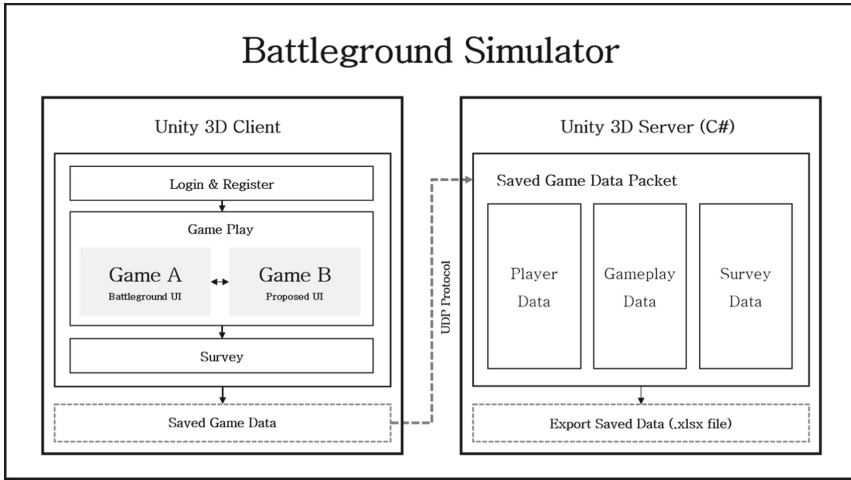 Battleground Simulator
Unity 3D Client
Login & Register
Game Play
Game A
Battleground UI
Game B
Proposed UI
Survey
Saved Game Data
UDP Protocol
Unity 3D Server (C#)
Saved Game Data Packet
Player
Data
Gameplay
Data
Survey
Data
Export Saved Data (.xlsx file)